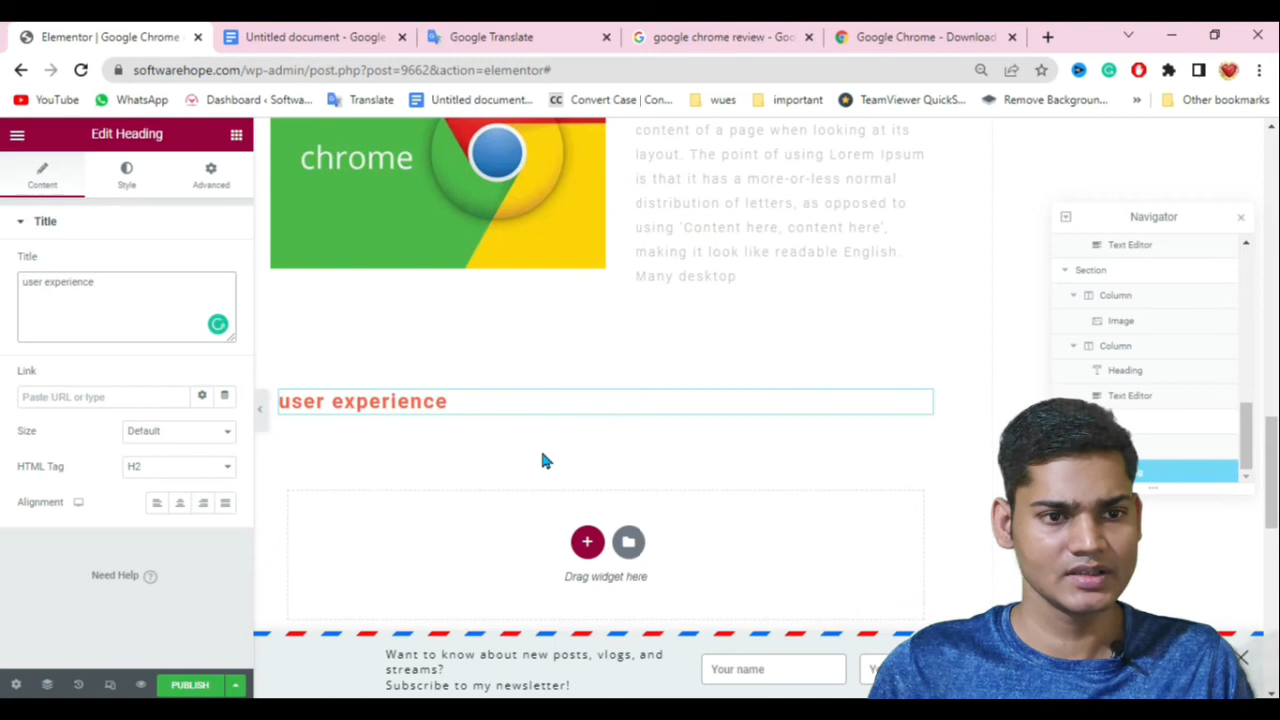 Elementor | Google Chrome
Untitled document - Google
Google Translate
google chrome review - Goo
Google Chrome - Download
softwarehope.com/wp-admin/post.php?post=9662&action=elementor#
YouTube
WhatsApp
Dashboard ‹ Softwa...
Translate
Untitled document...
CC Convert Case | Con...
wues
important
TeamViewer QuickS...
Remove Backgroun...
»
Other bookmarks
Edit Heading
Content
Style
Advanced
Title
Title
user experience
Link
Paste URL or type
Size
Default
HTML Tag
H2
Alignment
Need Help ?
PUBLISH
chrome
content of a page when looking at its
layout. The point of using Lorem Ipsum
is that it has a more-or-less normal
distribution of letters, as opposed to
using 'Content here, content here',
making it look like readable English.
Many desktop
user experience
Drag widget here
Want to know about new posts, vlogs, and
streams?
Subscribe to my newsletter!
Your name
Navigator
Text Editor
Section
Column
Image
Column
Heading
Text Editor